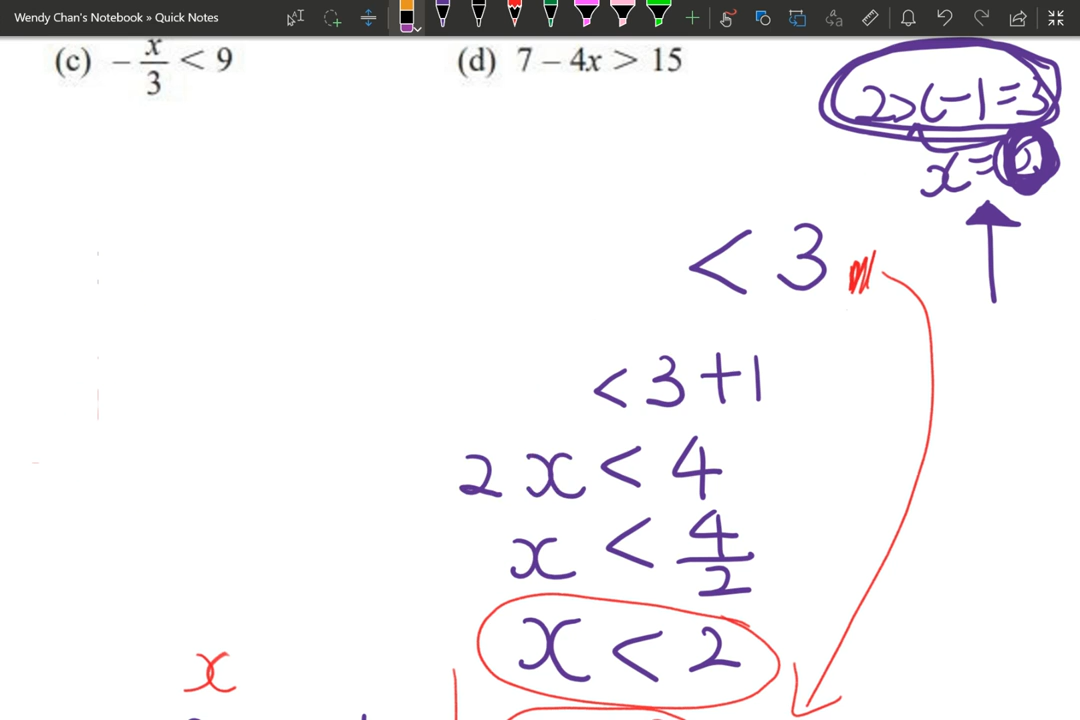 Wendy Chan's Notebook » Quick Notes
(c) -x/3 < 9
(d) 7 – 4x > 15
2x-1=3
x=
< 3
< 3+1
2x < 4
x < 4/2
x < 2
x